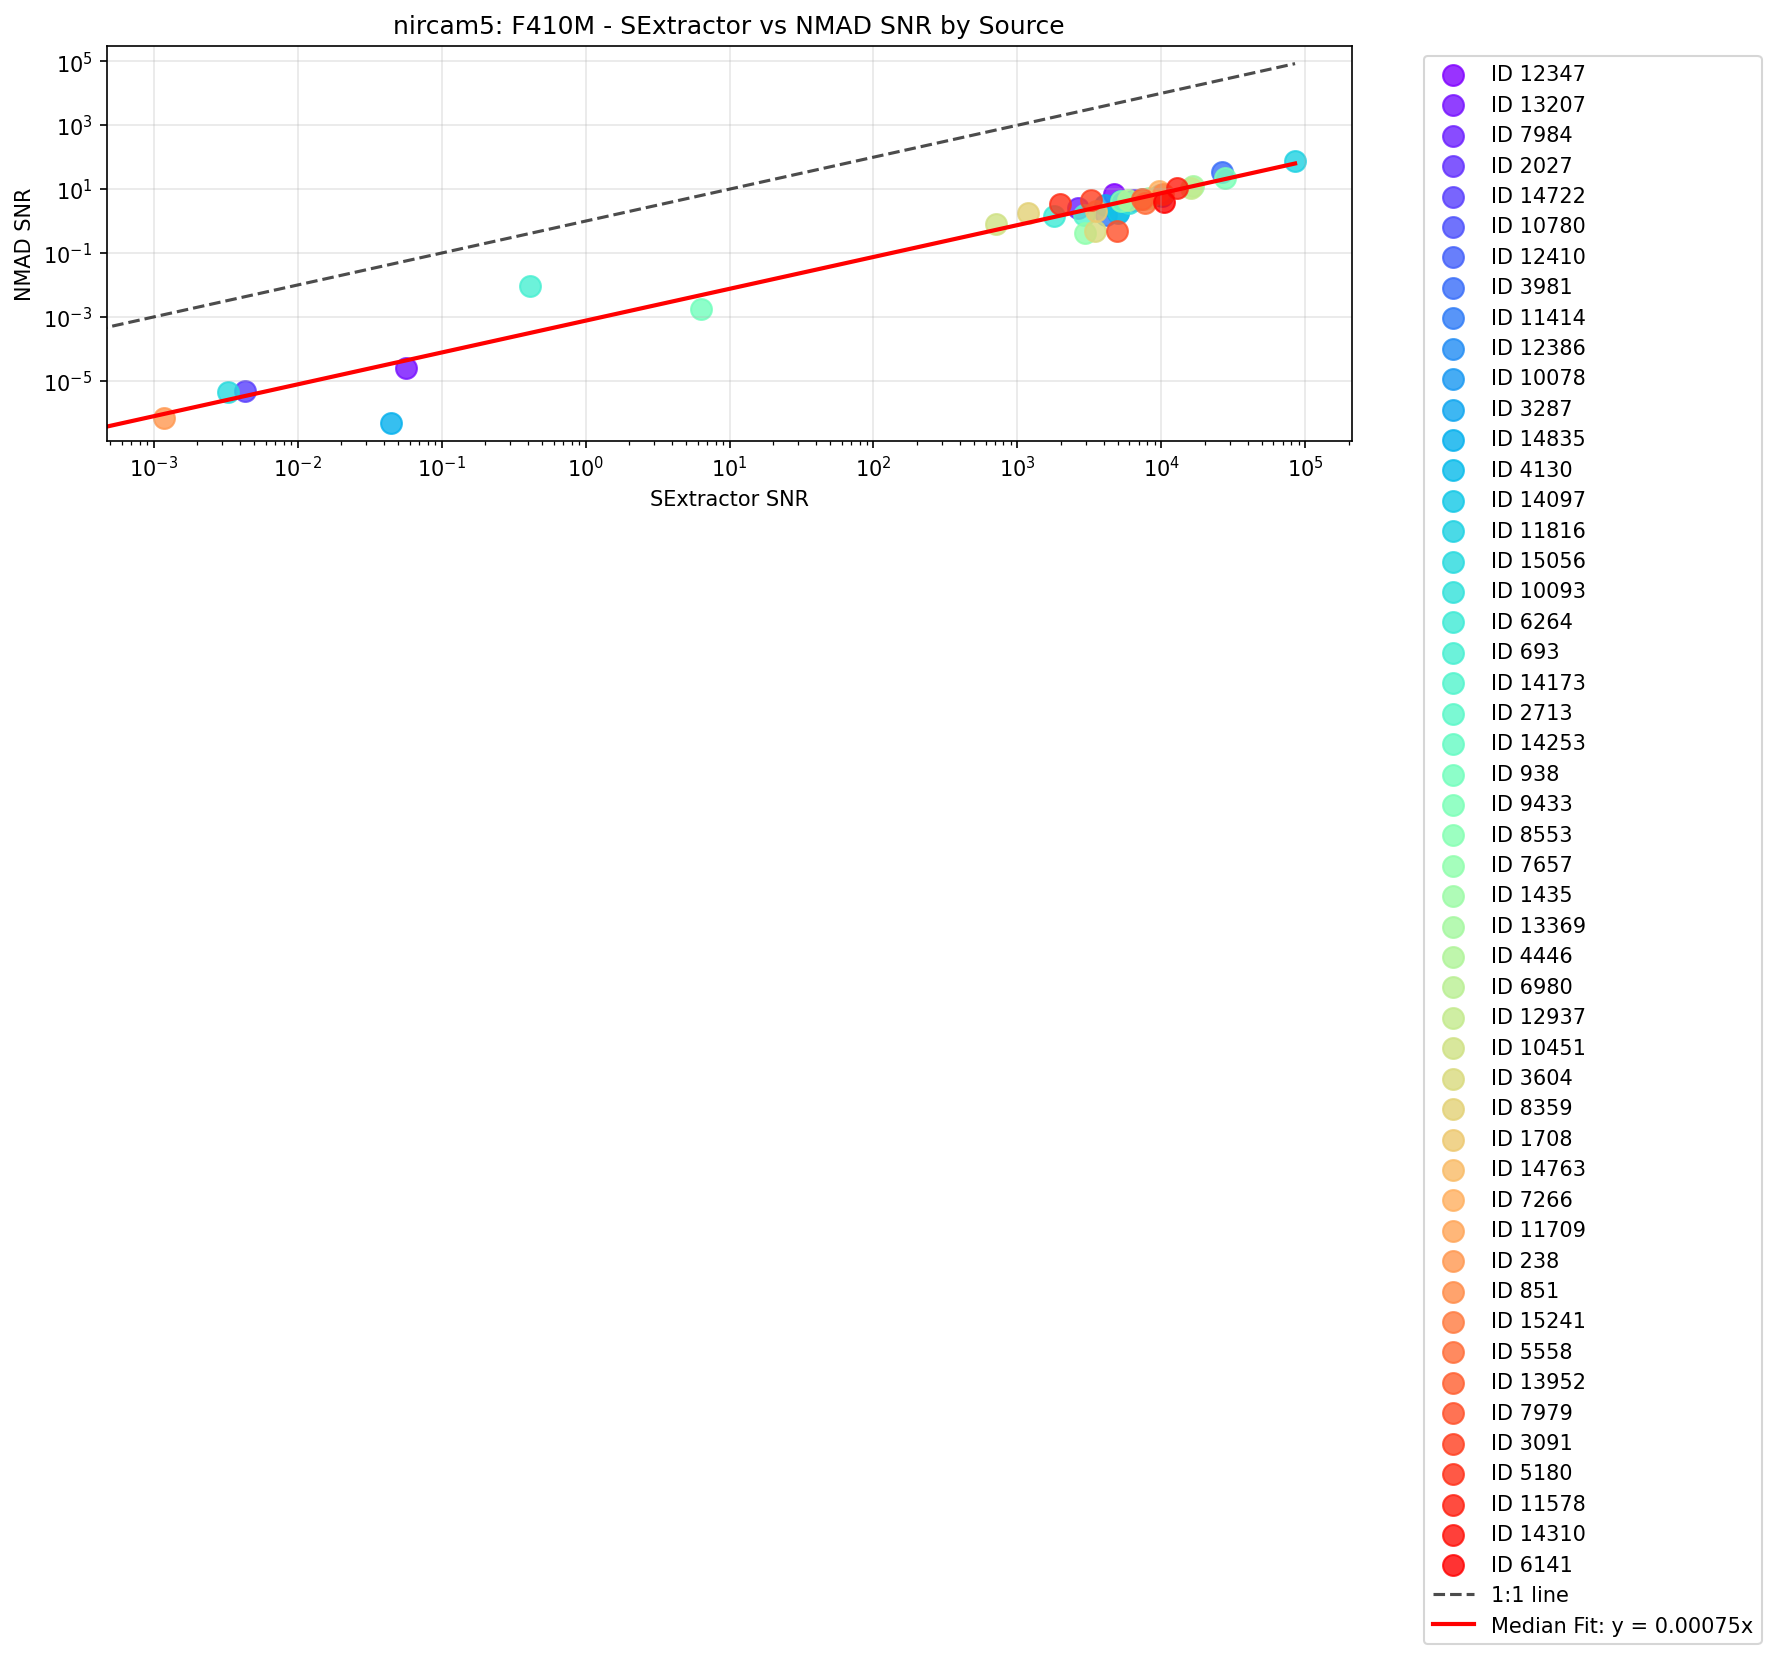 nircam5: F410M - SExtractor vs NMAD SNR by Source
NMAD SNR
10^5
10^3
10^1
10^−1
10^−3
10^−5
10^−3 10^−2 10^−1 10^0 10^1 10^2 10^3 10^4 10^5
SExtractor SNR
ID 12347
ID 13207
ID 7984
ID 2027
ID 14722
ID 10780
ID 12410
ID 3981
ID 11414
ID 12386
ID 10078
ID 3287
ID 14835
ID 4130
ID 14097
ID 11816
ID 15056
ID 10093
ID 6264
ID 693
ID 14173
ID 2713
ID 14253
ID 938
ID 9433
ID 8553
ID 7657
ID 1435
ID 13369
ID 4446
ID 6980
ID 12937
ID 10451
ID 3604
ID 8359
ID 1708
ID 14763
ID 7266
ID 11709
ID 238
ID 851
ID 15241
ID 5558
ID 13952
ID 7979
ID 3091
ID 5180
ID 11578
ID 14310
ID 6141
1:1 line
Median Fit: y = 0.00075x